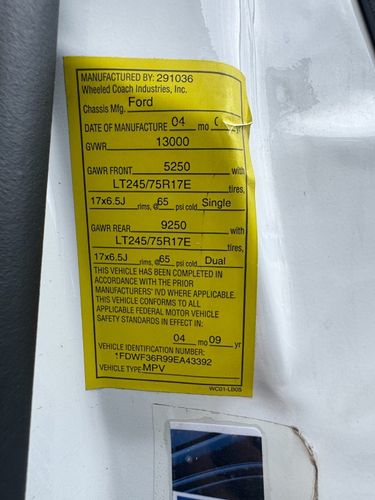 MANUFACTURED BY: 291036
Wheeled Coach Industries, Inc.
Chassis Mfg. Ford
DATE OF MANUFACTURE 04 mo yr
GVWR 13000
GAWR FRONT 5250 with
LT245/75R17E tires,
17x6.5J rims, @65 psi cold Single
GAWR REAR 9250 with
LT245/75R17E tires,
17x6.5J rims, @65 psi cold Dual
THIS VEHICLE HAS BEEN COMPLETED IN
ACCORDANCE WITH THE PRIOR
MANUFACTURERS' IVD WHERE APPLICABLE.
THIS VEHICLE CONFORMS TO ALL
APPLICABLE FEDERAL MOTOR VEHICLE
SAFETY STANDARDS IN EFFECT IN:
04 mo 09 yr
VEHICLE IDENTIFICATION NUMBER:
1FDWF36R99EA43392
VEHICLE TYPE MPV
WC01-LB05